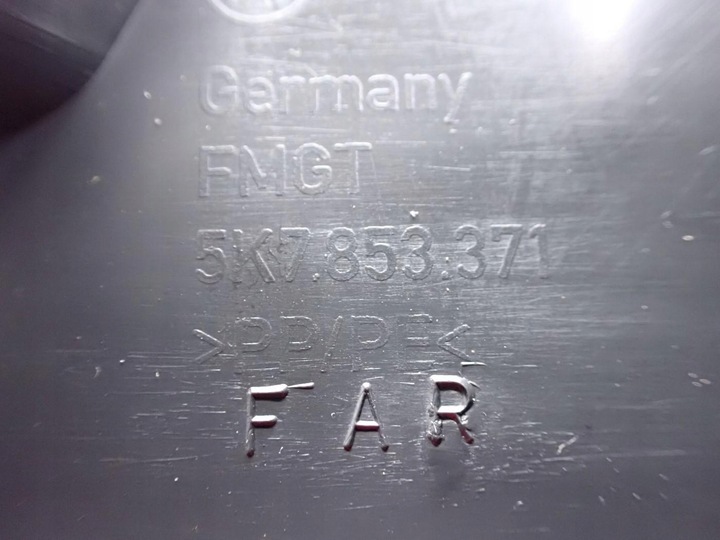 Germany
FMGT
5K7.853.371
>PP/PE<
FAR